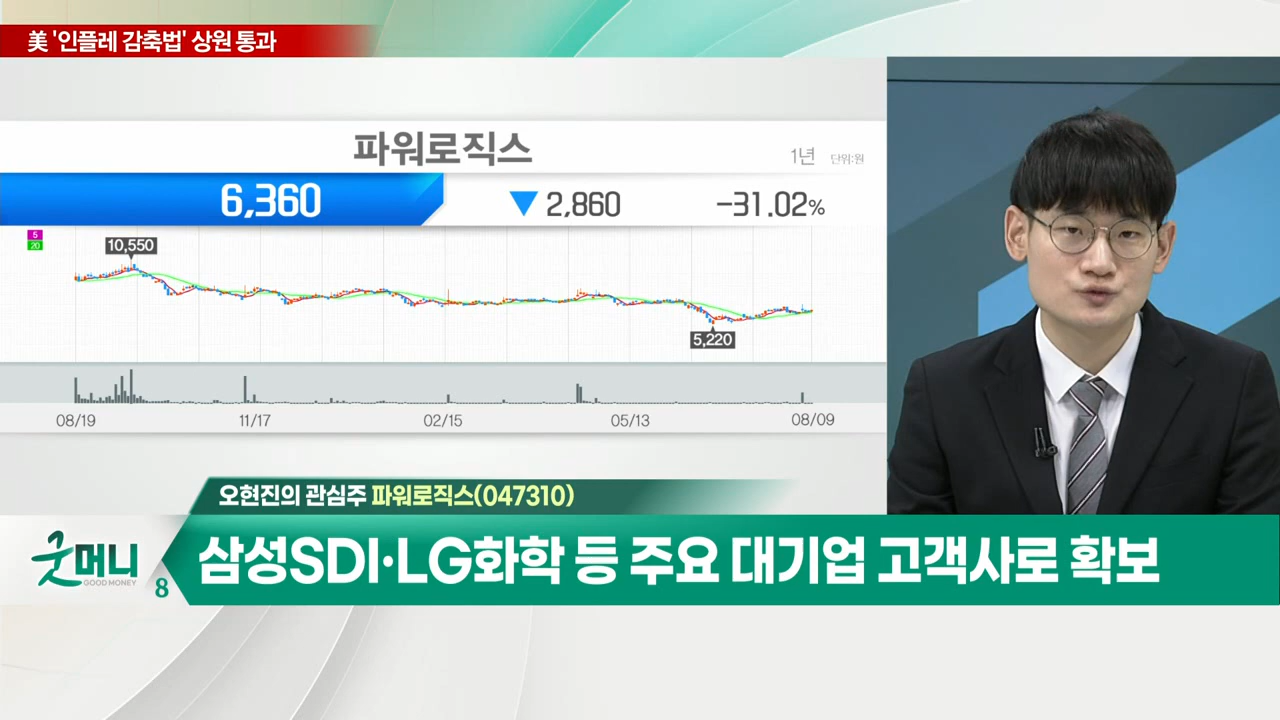 美 '인플레 감축법' 상원 통과
파워로직스
1년 단위:원
6,360 ▼ 2,860 -31.02%
5
20
10,550
5,220
08/19 11/17 02/15 05/13 08/09
오현진의 관심주 파워로직스(047310)
굿머니
GOOD MONEY
8
삼성SDI·LG화학 등 주요 대기업 고객사로 확보